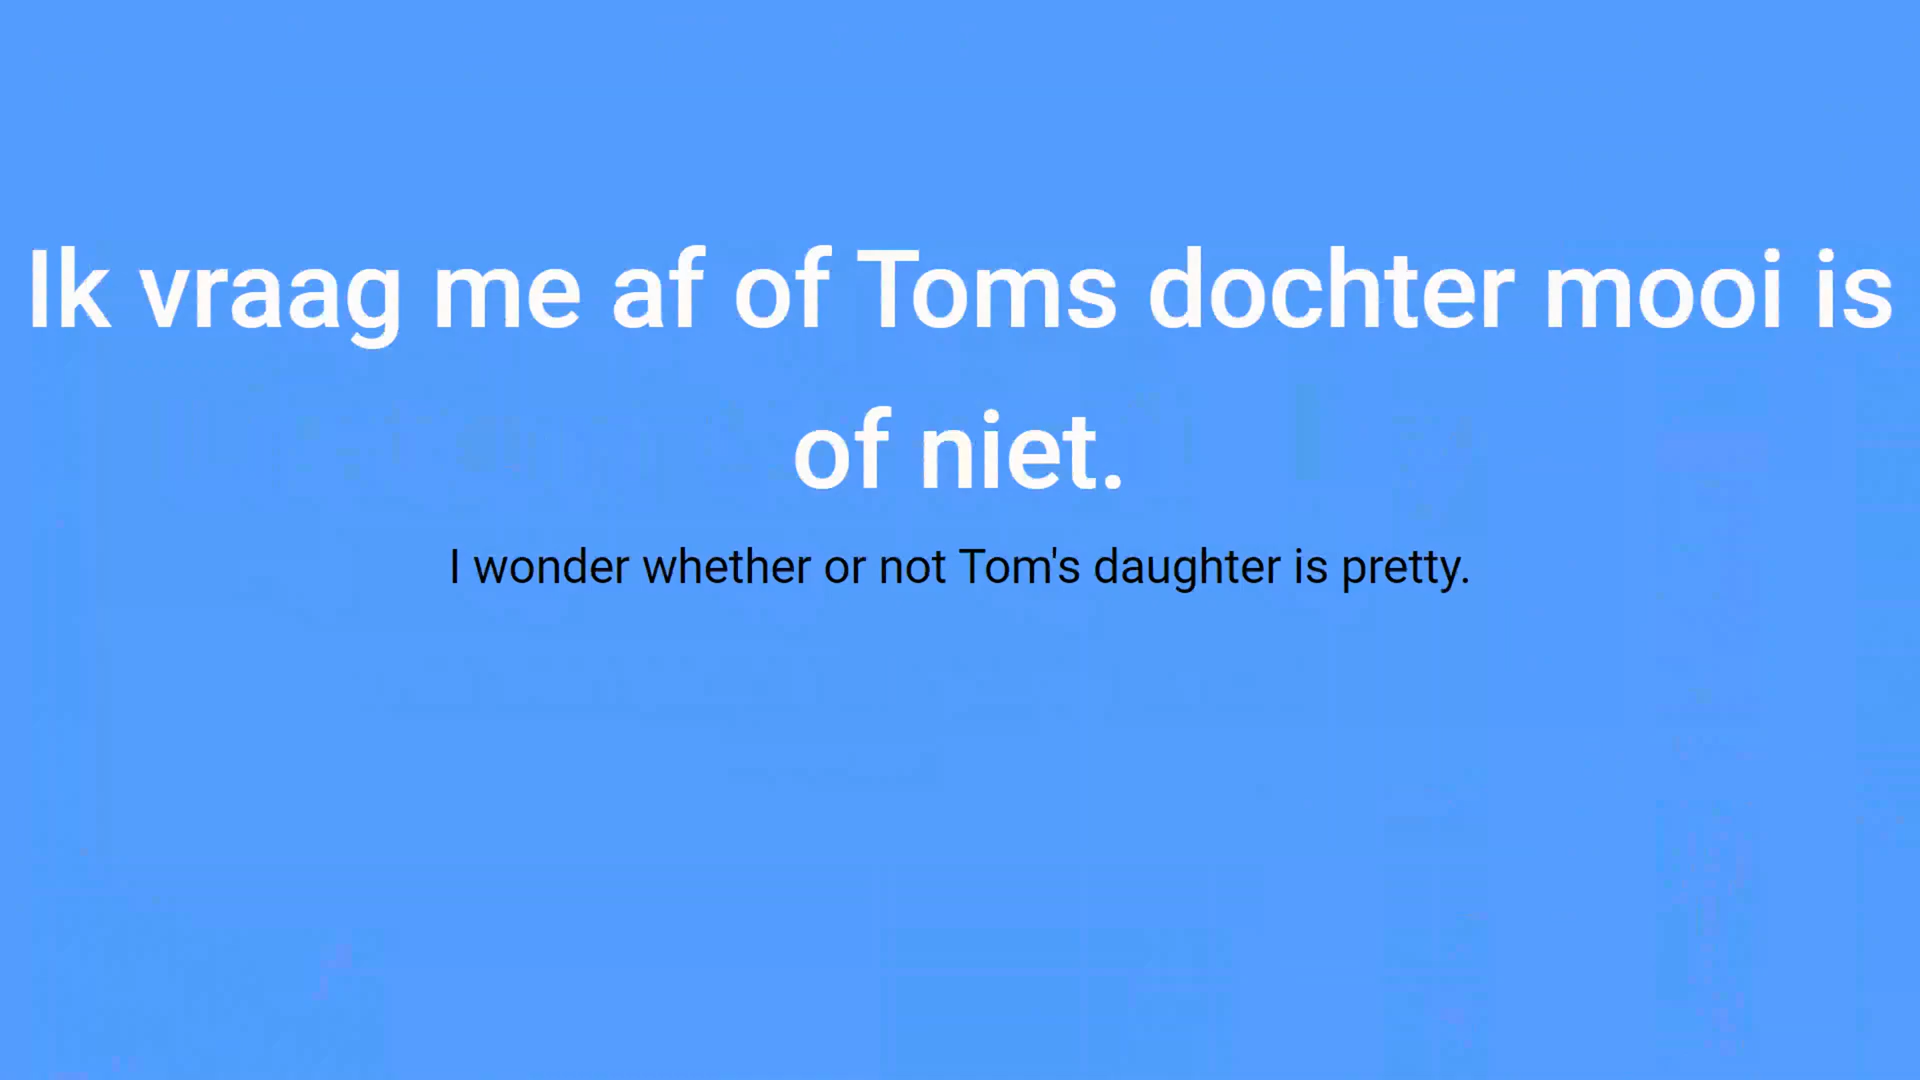 Ik vraag me af of Toms dochter mooi is
of niet.
I wonder whether or not Tom's daughter is pretty.